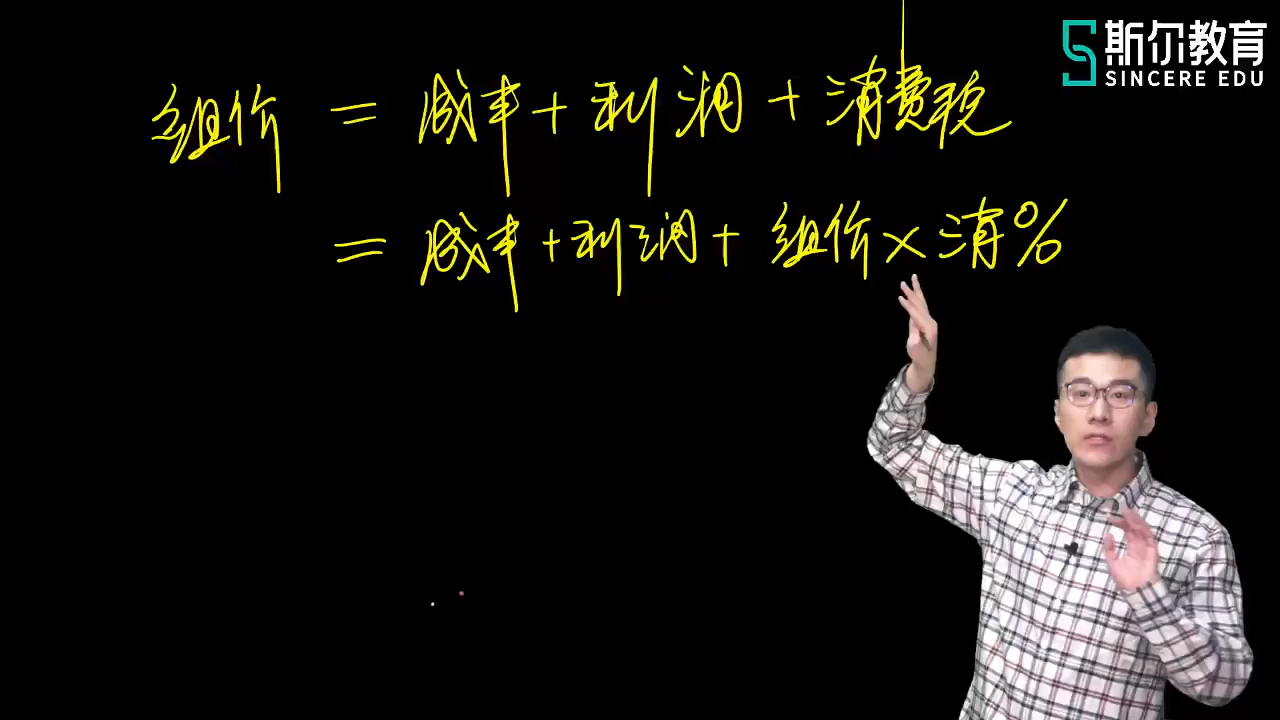 斯尔教育
SINCERE EDU
组价 = 成本 + 利润 + 消费税
= 成本 + 利润 + 组价 × 消%